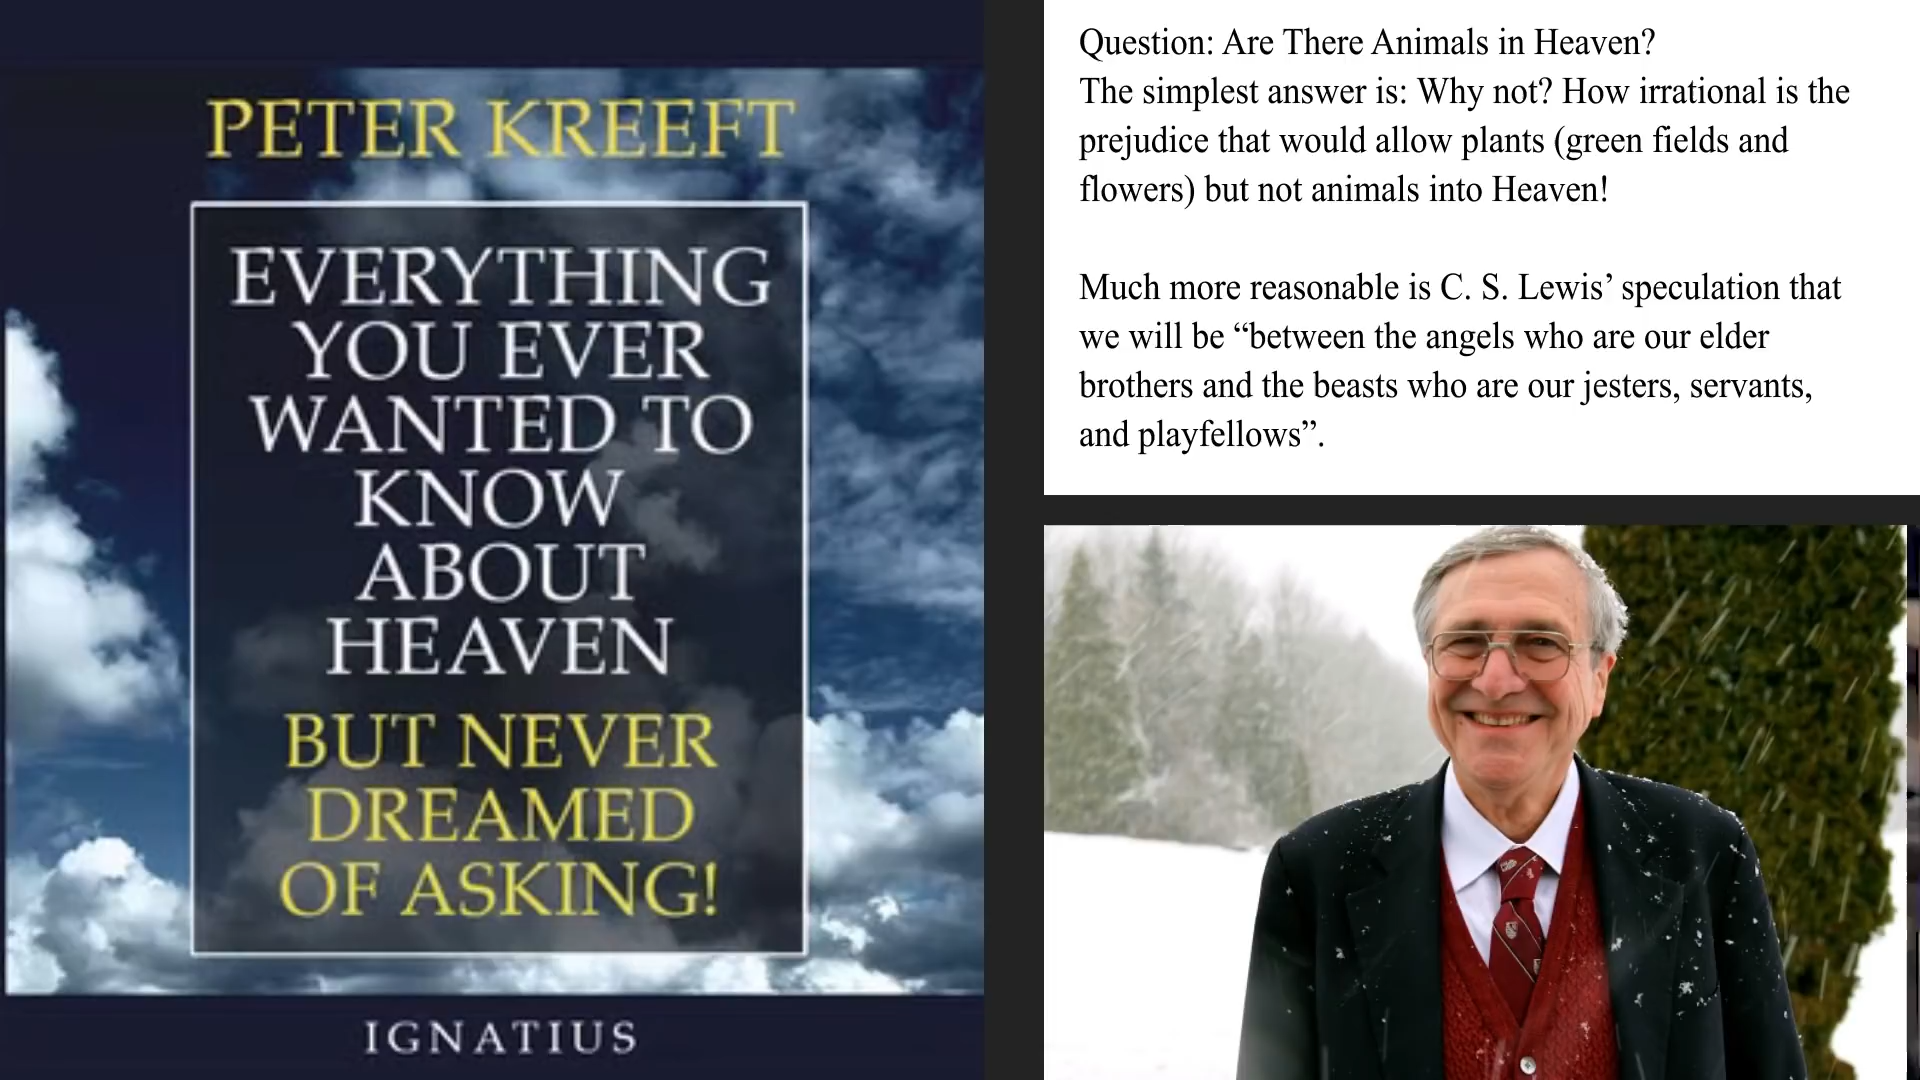 PETER KREEFT
EVERYTHING
YOU EVER
WANTED TO
KNOW
ABOUT
HEAVEN
BUT NEVER
DREAMED
OF ASKING!
IGNATIUS
Question: Are There Animals in Heaven?
The simplest answer is: Why not? How irrational is the
prejudice that would allow plants (green fields and
flowers) but not animals into Heaven!
Much more reasonable is C. S. Lewis’ speculation that
we will be “between the angels who are our elder
brothers and the beasts who are our jesters, servants,
and playfellows”.